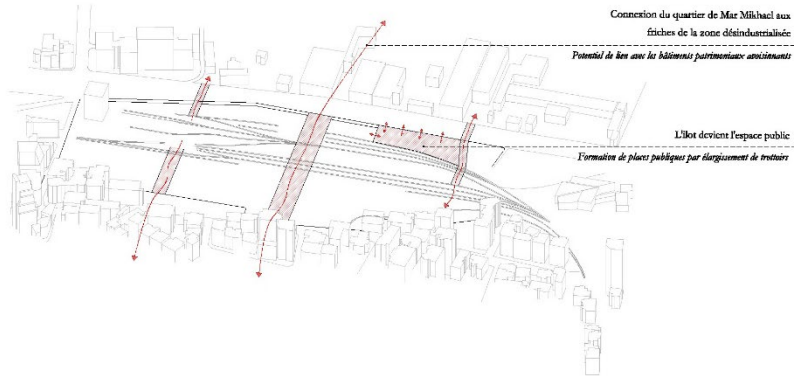 Connexion du quartier de Mar Mikhael aux
friches de la zone désindustrialisée
Potentiel de lien avec les bâtiments patrimoniaux avoisinnants
L'îlot devient l'espace public
Formation de places publiques par élargissement de trottoirs